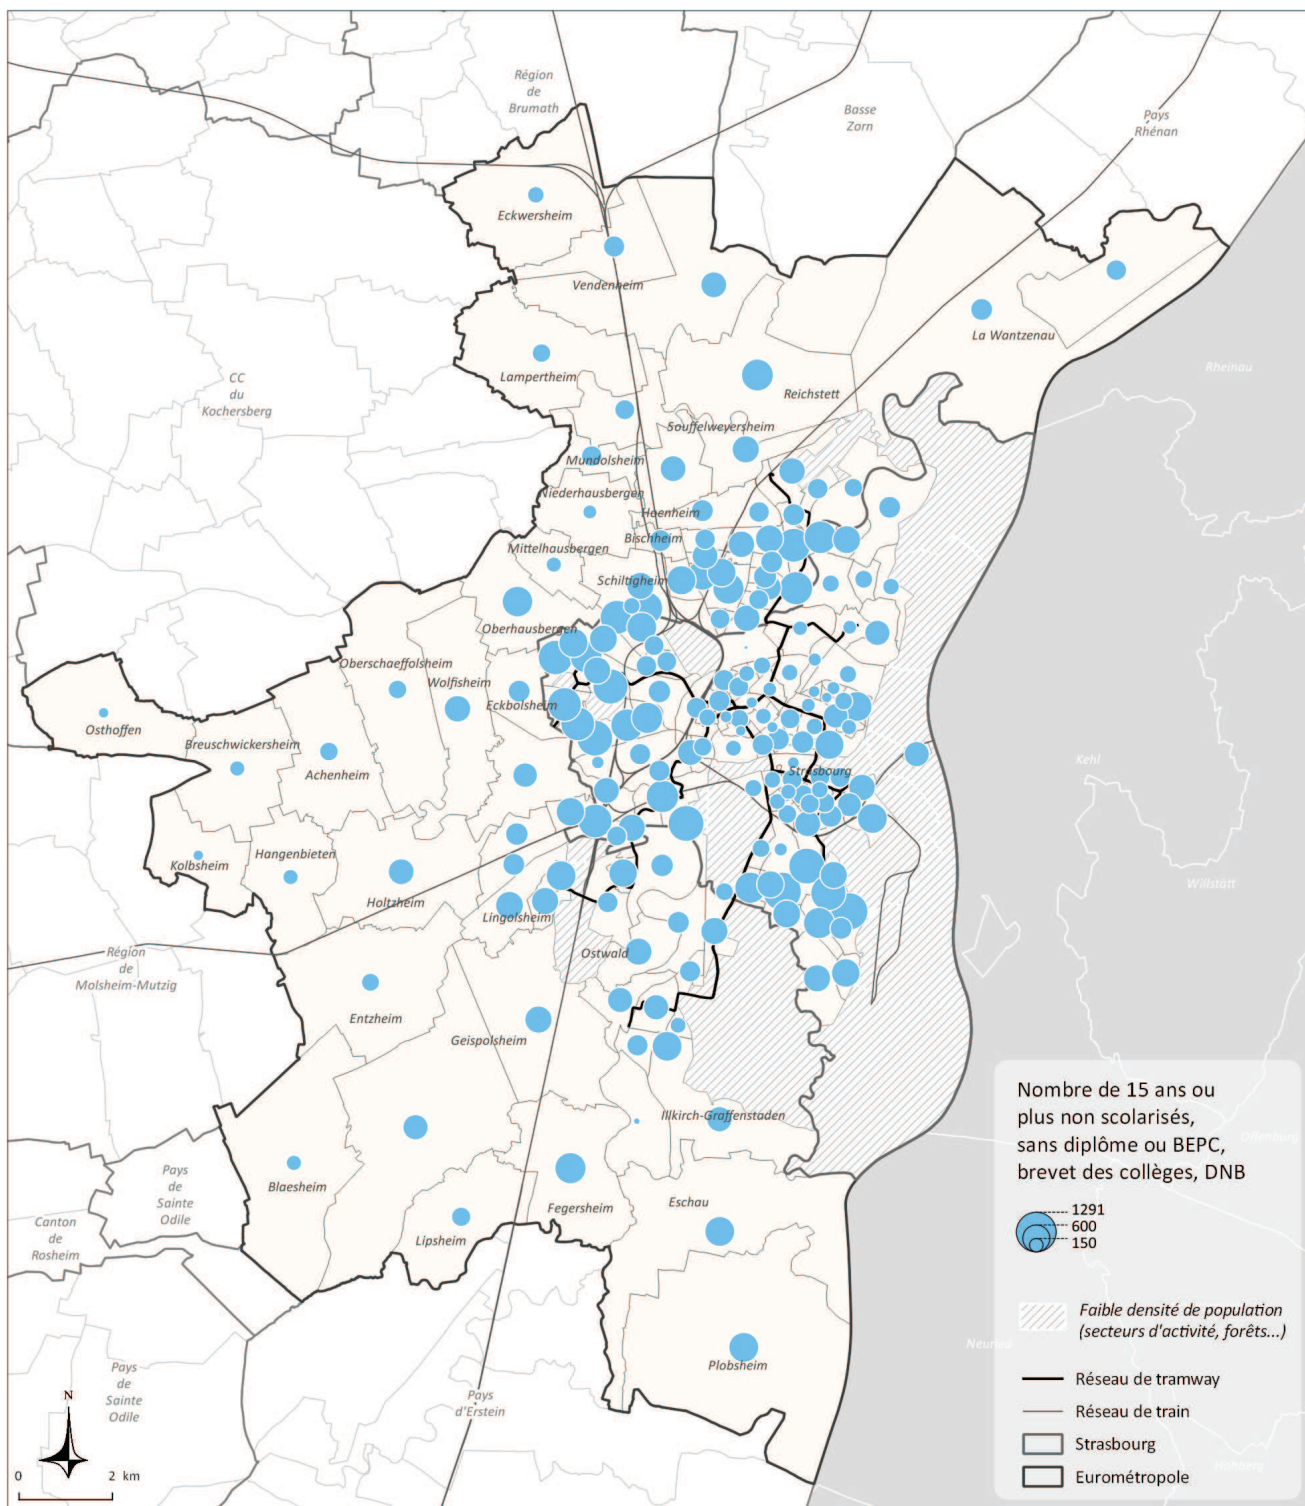 Région
de
Brumath
Basse
Zorn
Pays
Rhénan
Eckwersheim
Vendenheim
La Wantzenau
Rheinau
Lampertheim
CC
du
Kochersberg
Reichstett
Souffelweyersheim
Mundolsheim
Niederhausbergen
Hoenheim
Bischheim
Mittelhausbergen
Schiltigheim
Oberhausbergen
Oberschaeffolsheim
Wolfisheim
Eckbolsheim
Osthoffen
Breuschwickersheim
Achenheim
Strasbourg
Kehl
Kolbsheim
Hangenbieten
Holtzheim
Lingolsheim
Willstätt
Ostwald
Région
de
Molsheim-Mutzig
Entzheim
Geispolsheim
Illkirch-Graffenstaden
Blaesheim
Pays
de
Sainte
Odile
Canton
de
Rosheim
Lipsheim
Fegersheim
Eschau
Plobsheim
Pays
de
Sainte
Odile
Pays
d'Erstein
Nombre de 15 ans ou
plus non scolarisés,
sans diplôme ou BEPC,
brevet des collèges, DNB
1291
600
150
Offenburg
Faible densité de population
(secteurs d'activité, forêts...)
Neuried
Réseau de tramway
Réseau de train
Strasbourg
Eurométropole
N
0 2 km